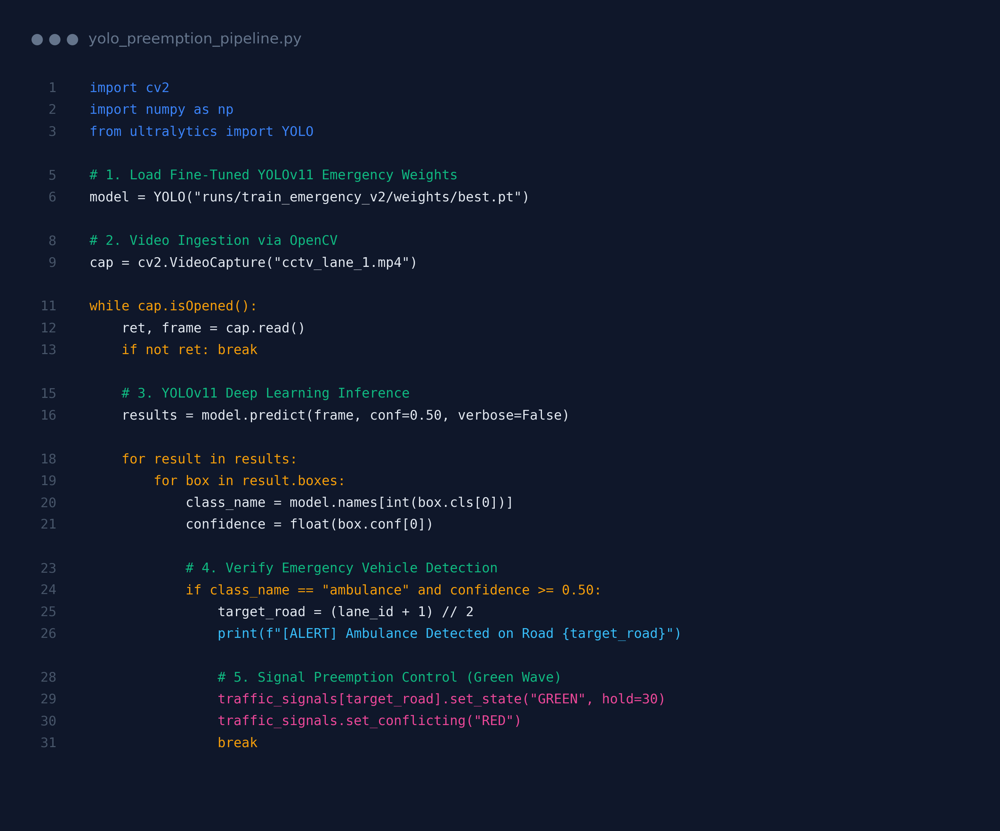 yolo_preemption_pipeline.py
1 import cv2
2 import numpy as np
3 from ultralytics import YOLO
5 # 1. Load Fine-Tuned YOLOv11 Emergency Weights
6 model = YOLO("runs/train_emergency_v2/weights/best.pt")
8 # 2. Video Ingestion via OpenCV
9 cap = cv2.VideoCapture("cctv_lane_1.mp4")
11 while cap.isOpened():
12     ret, frame = cap.read()
13     if not ret: break
15     # 3. YOLOv11 Deep Learning Inference
16     results = model.predict(frame, conf=0.50, verbose=False)
18     for result in results:
19         for box in result.boxes:
20             class_name = model.names[int(box.cls[0])]
21             confidence = float(box.conf[0])
23             # 4. Verify Emergency Vehicle Detection
24             if class_name == "ambulance" and confidence >= 0.50:
25                 target_road = (lane_id + 1) // 2
26                 print(f"[ALERT] Ambulance Detected on Road {target_road}")
28                 # 5. Signal Preemption Control (Green Wave)
29                 traffic_signals[target_road].set_state("GREEN", hold=30)
30                 traffic_signals.set_conflicting("RED")
31                 break